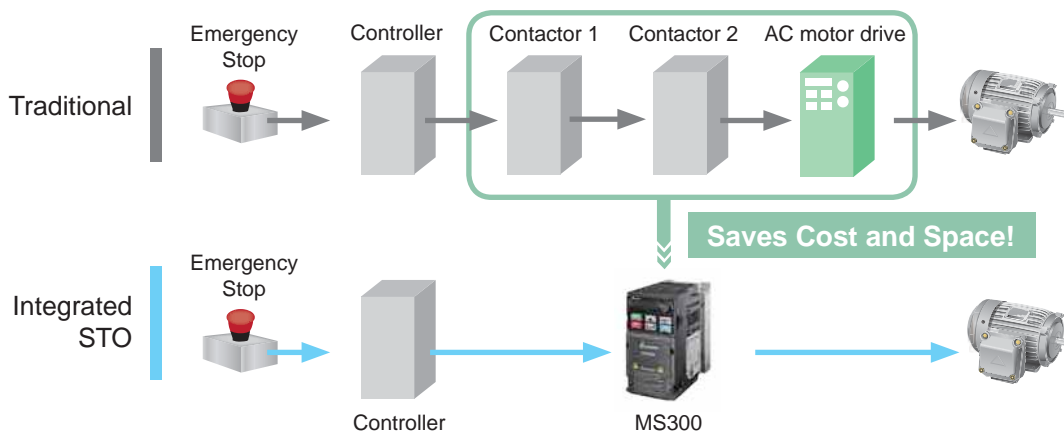 Emergency
Stop
Controller
Contactor 1
Contactor 2
AC motor drive
Traditional
Saves Cost and Space!
Emergency
Stop
Integrated
STO
Controller
MS300